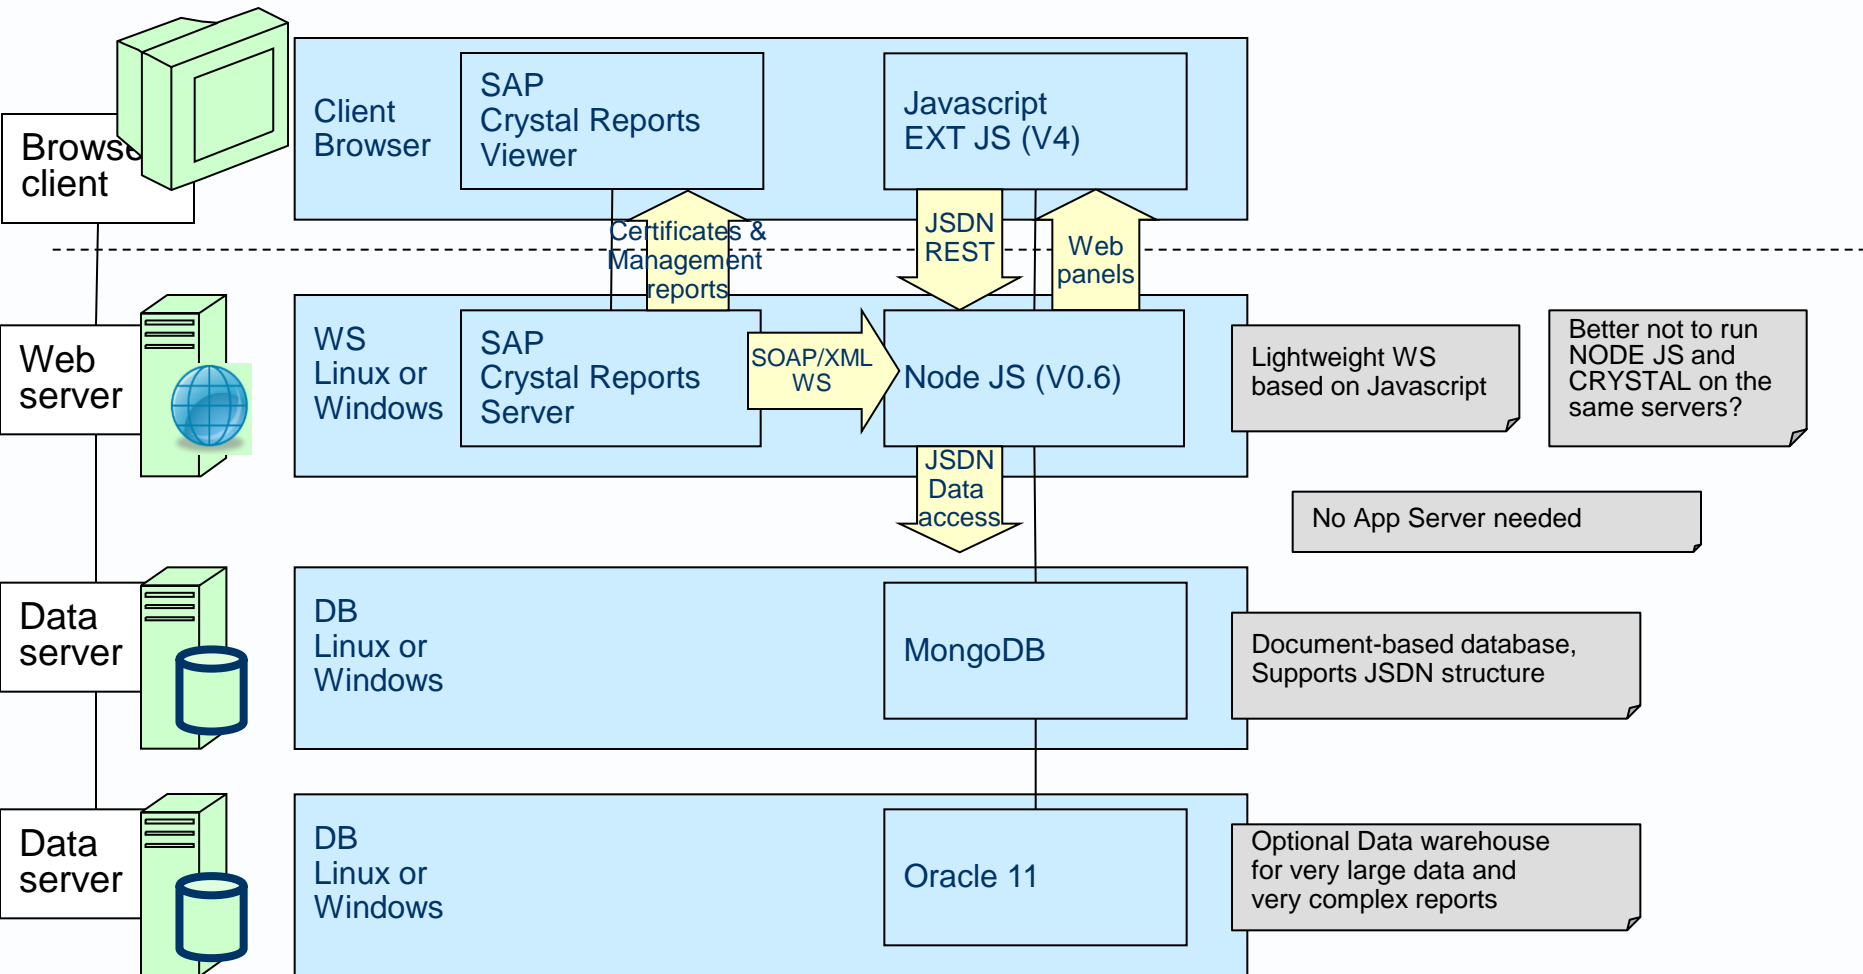 Browse
client
Client
Browser
SAP
Crystal Reports
Viewer
Javascript
EXT JS (V4)
Certificates &
Management
reports
JSDN
REST
Web
panels
Web
server
WS
Linux or
Windows
SAP
Crystal Reports
Server
SOAP/XML
WS
Node JS (V0.6)
Lightweight WS
based on Javascript
Better not to run
NODE JS and
CRYSTAL on the
same servers?
JSDN
Data
access
No App Server needed
Data
server
DB
Linux or
Windows
MongoDB
Document-based database,
Supports JSDN structure
Data
server
DB
Linux or
Windows
Oracle 11
Optional Data warehouse
for very large data and
very complex reports